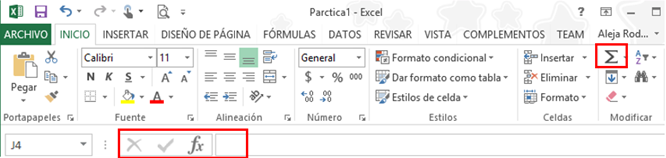 Parctica1 - Excel
ARCHIVO INICIO INSERTAR DISEÑO DE PÁGINA FÓRMULAS DATOS REVISAR VISTA COMPLEMENTOS TEAM Aleja Rod...
Calibri 11 General Formato condicional Insertar Σ
Pegar N K S A A $ % 000 Dar formato como tabla Eliminar
A Estilos de celda Formato
Portapapeles Fuente Alineación Número Estilos Celdas Modificar
J4 fx